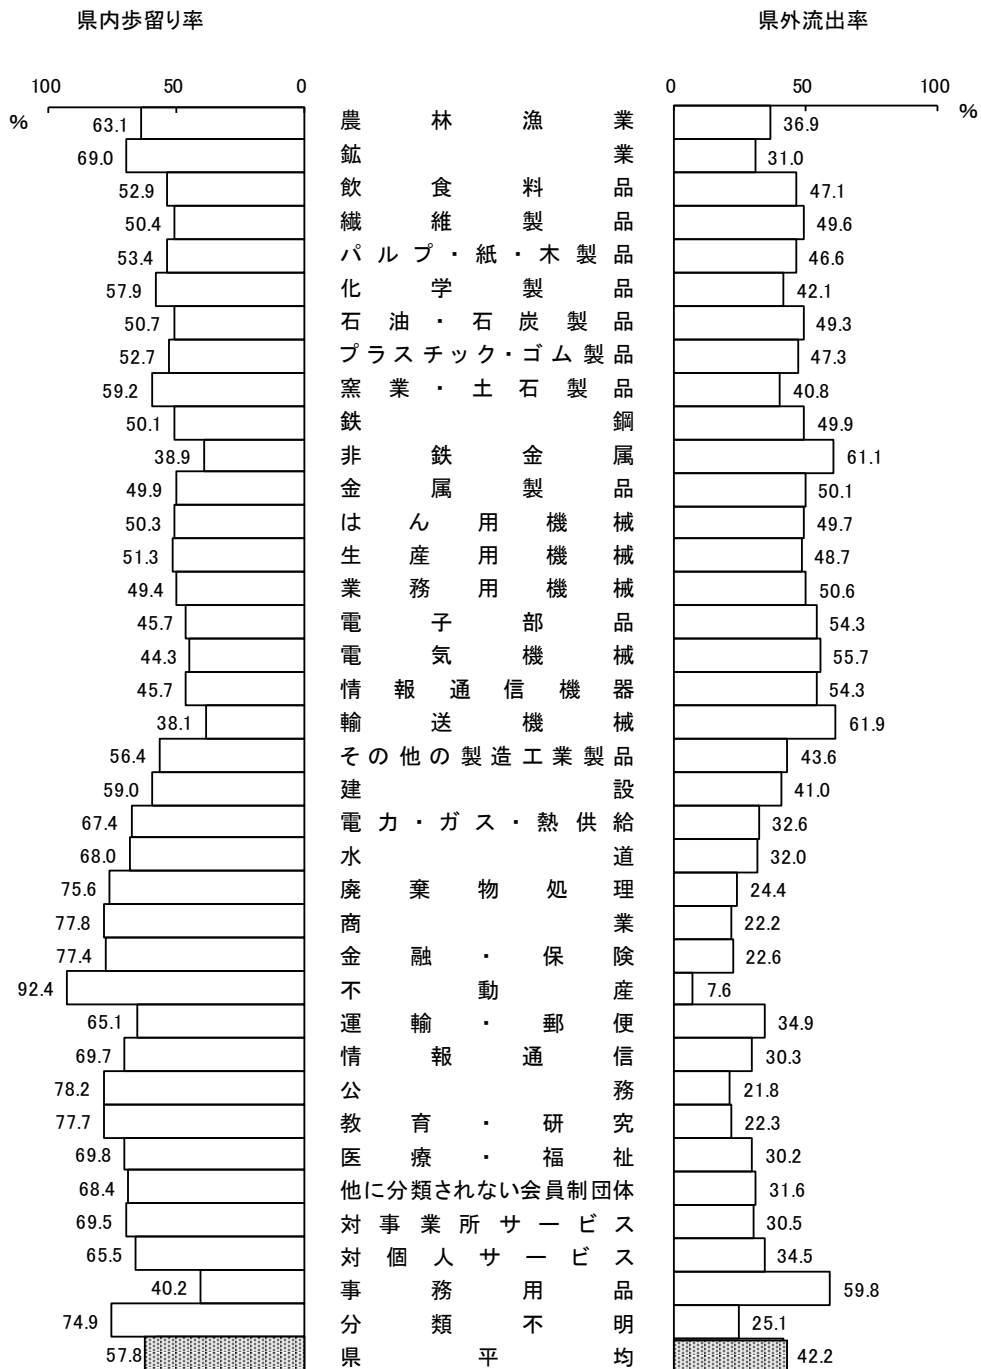 県内歩留り率 県外流出率
100 50 0 0 50 100
% %
63.1 農林漁業 36.9
69.0 鉱業 31.0
52.9 飲食料品 47.1
50.4 繊維製品 49.6
53.4 パルプ・紙・木製品 46.6
57.9 化学製品 42.1
50.7 石油・石炭製品 49.3
52.7 プラスチック・ゴム製品 47.3
59.2 窯業・土石製品 40.8
50.1 鉄鋼 49.9
38.9 非鉄金属 61.1
49.9 金属製品 50.1
50.3 はん用機械 49.7
51.3 生産用機械 48.7
49.4 業務用機械 50.6
45.7 電子部品 54.3
44.3 電気機械 55.7
45.7 情報通信機器 54.3
38.1 輸送機械 61.9
56.4 その他の製造工業製品 43.6
59.0 建設 41.0
67.4 電力・ガス・熱供給 32.6
68.0 水道 32.0
75.6 廃棄物処理 24.4
77.8 商業 22.2
77.4 金融・保険 22.6
92.4 不動産 7.6
65.1 運輸・郵便 34.9
69.7 情報通信 30.3
78.2 公務 21.8
77.7 教育・研究 22.3
69.8 医療・福祉 30.2
68.4 他に分類されない会員制団体 31.6
69.5 対事業所サービス 30.5
65.5 対個人サービス 34.5
40.2 事務用品 59.8
74.9 分類不明 25.1
57.8 県平均 42.2